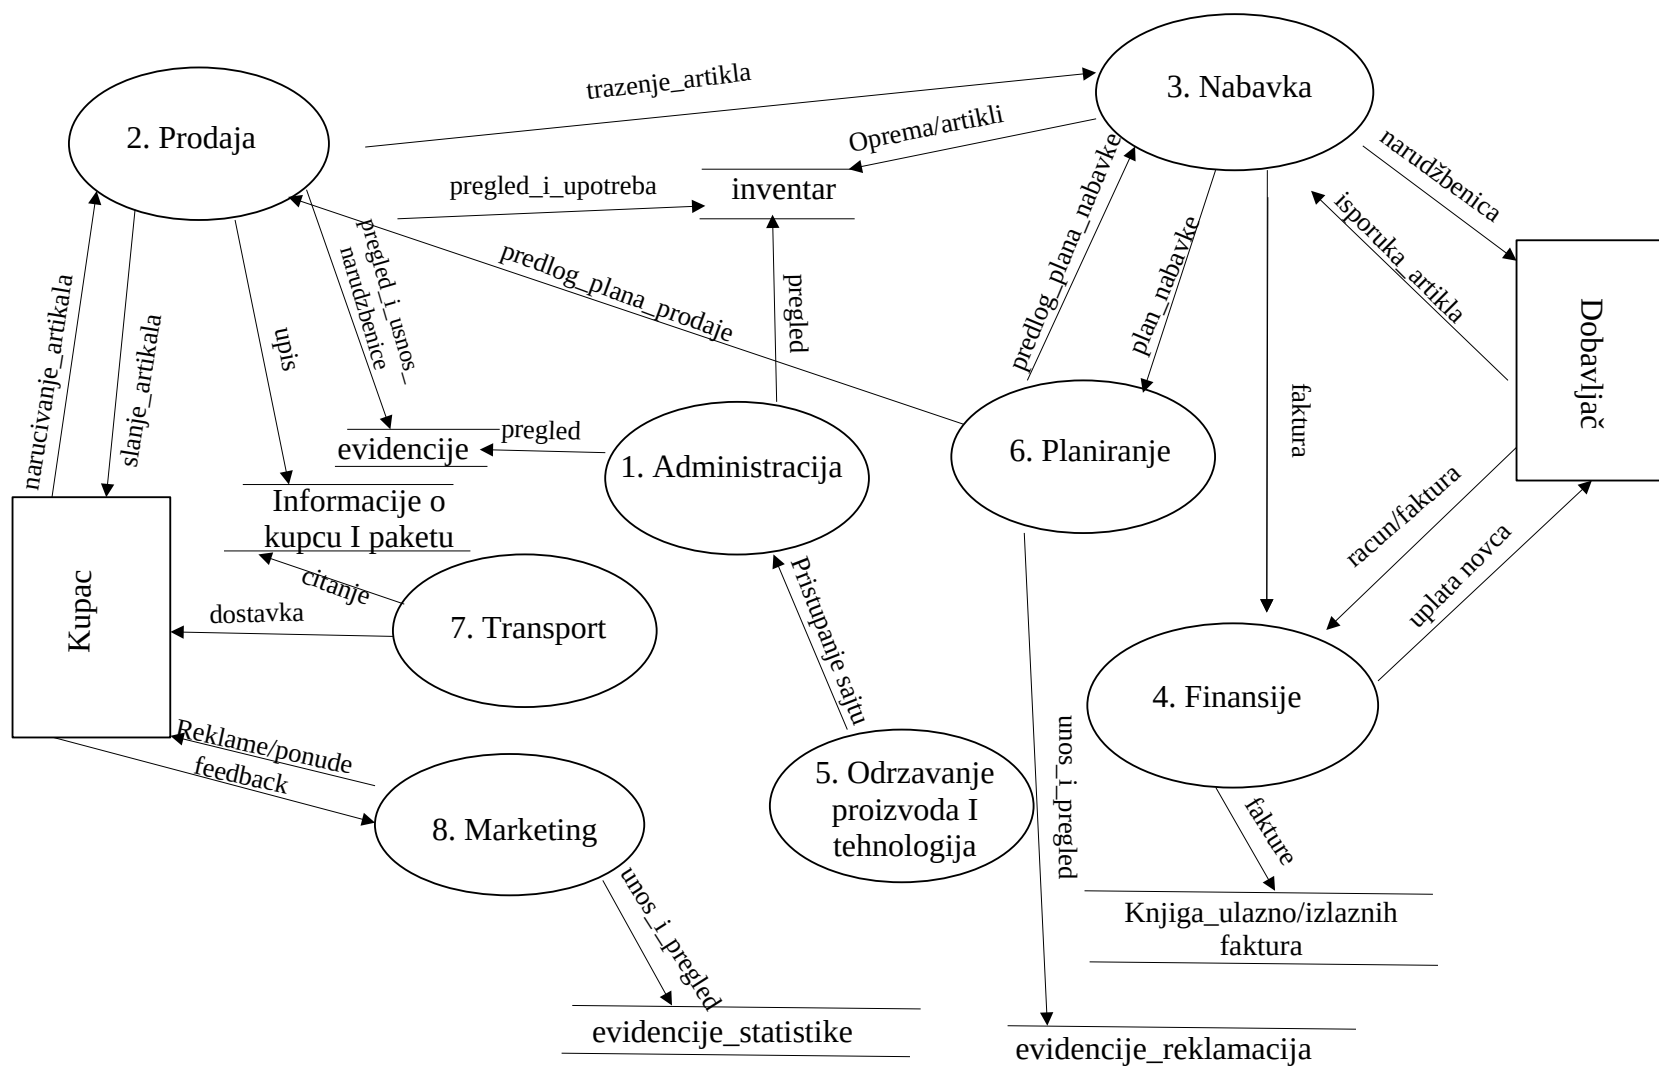 trazenje_artikla
3. Nabavka
2. Prodaja
Oprema/artikli
narudžbenica
pregled_i_upotreba
inventar
predlog_plana_nabavke
plan_nabavke
isporuka_artikla
pregled_i_usnos_
narudzbenice
predlog_plana_prodaje
pregled
narucivanje_artikala
slanje_artikala
upis
faktura
Dobavljač
evidencije
pregled
1. Administracija
6. Planiranje
Informacije o
kupcu I paketu
racun/faktura
uplata novca
Kupac
citanje
dostavka
7. Transport
Pristupanje sajtu
4. Finansije
Reklame/ponude
feedback
8. Marketing
5. Odrzavanje
proizvoda I
tehnologija
unos_i_pregled
fakture
unos_i_pregled
Knjiga_ulazno/izlaznih
faktura
evidencije_statistike
evidencije_reklamacija